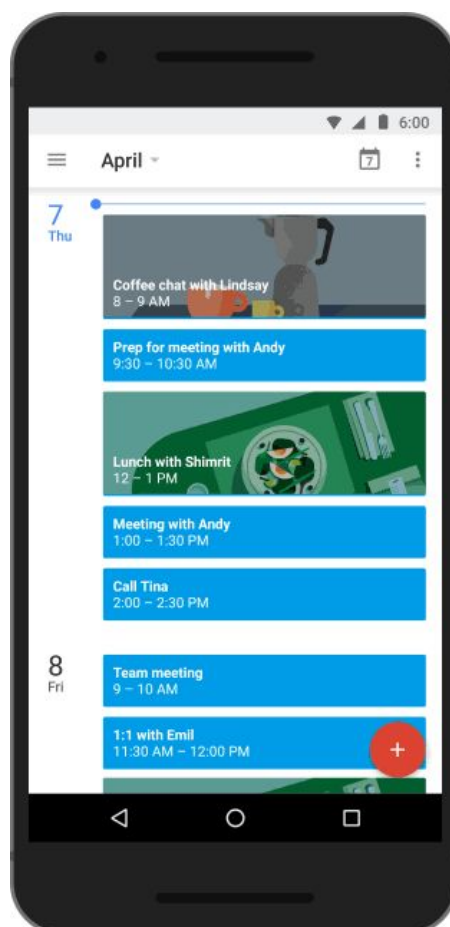 6:00
April
7
7
Thu
Coffee chat with Lindsay
8 – 9 AM
Prep for meeting with Andy
9:30 – 10:30 AM
Lunch with Shimrit
12 – 1 PM
Meeting with Andy
1:00 – 1:30 PM
Call Tina
2:00 – 2:30 PM
8
Fri
Team meeting
9 – 10 AM
1:1 with Emil
11:30 AM – 12:00 PM
+